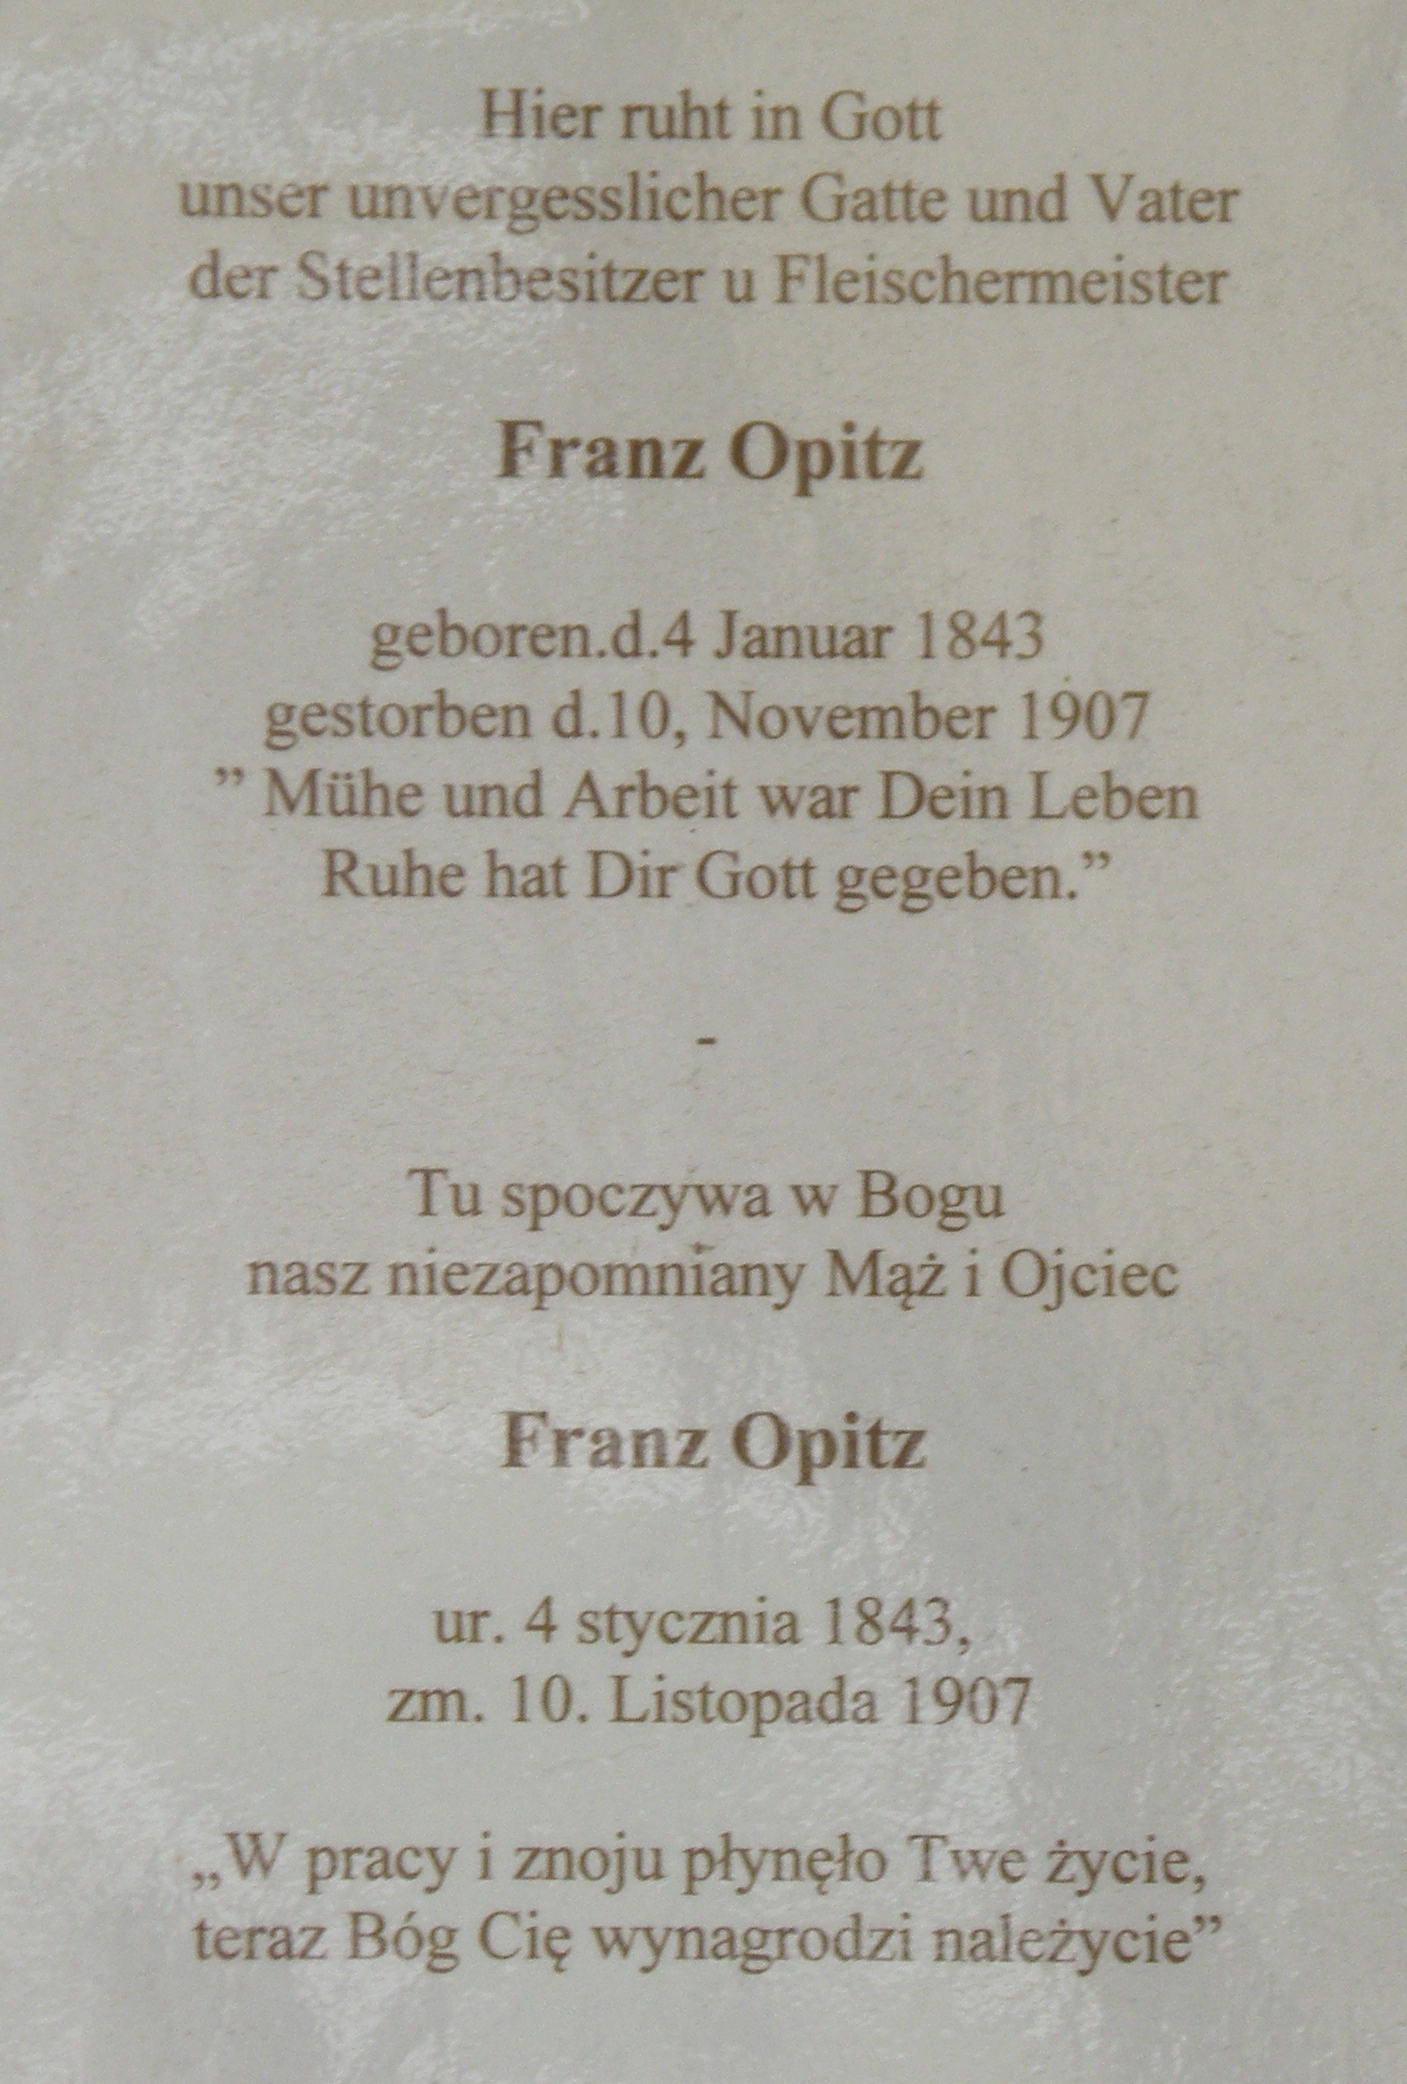 Hier ruht in Gott
unser unvergesslicher Gatte und Vater
der Stellenbesitzer u Fleischermeister
Franz Opitz
geboren.d.4 Januar 1843
gestorben d.10, November 1907
” Mühe und Arbeit war Dein Leben
Ruhe hat Dir Gott gegeben.”
-
Tu spoczywa w Bogu
nasz niezapomniany Mąż i Ojciec
Franz Opitz
ur. 4 stycznia 1843,
zm. 10. Listopada 1907
„W pracy i znoju płynęło Twe życie,
teraz Bóg Cię wynagrodzi należycie”